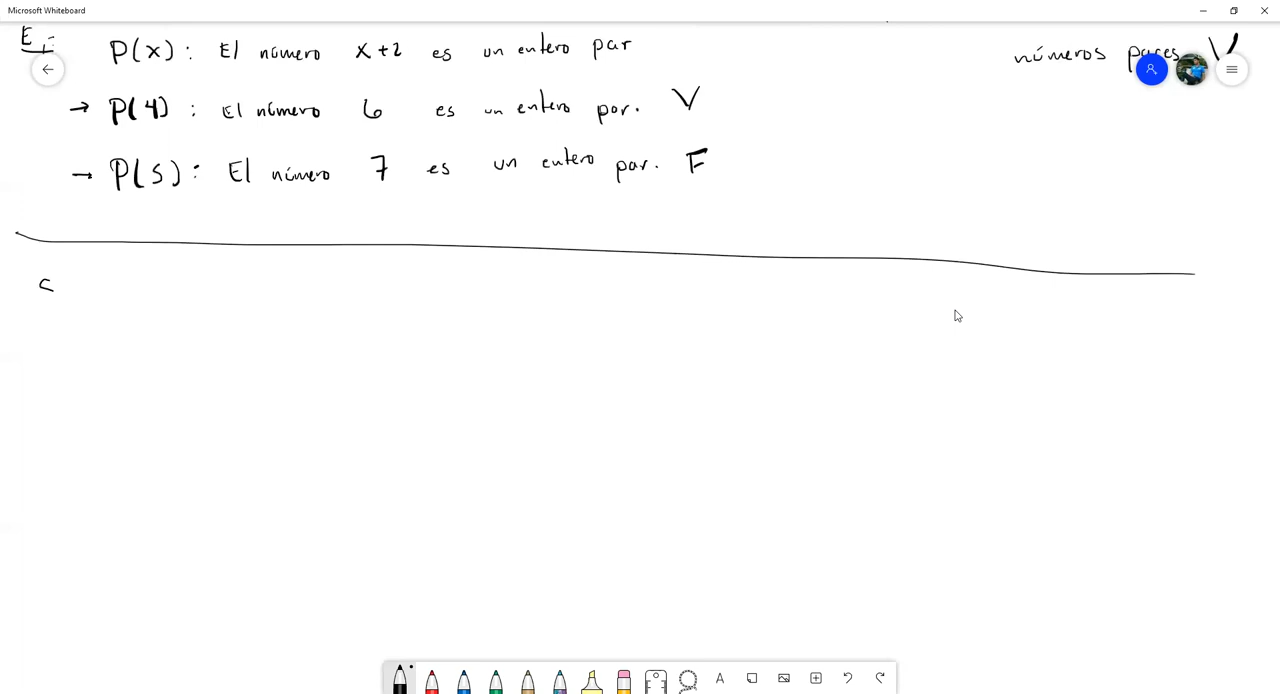 Microsoft Whiteboard
Ej:
P(x): El número x+2 es un entero par
números pares V
→ P(4): El número 6 es un entero par. V
→ P(5): El número 7 es un entero par. F